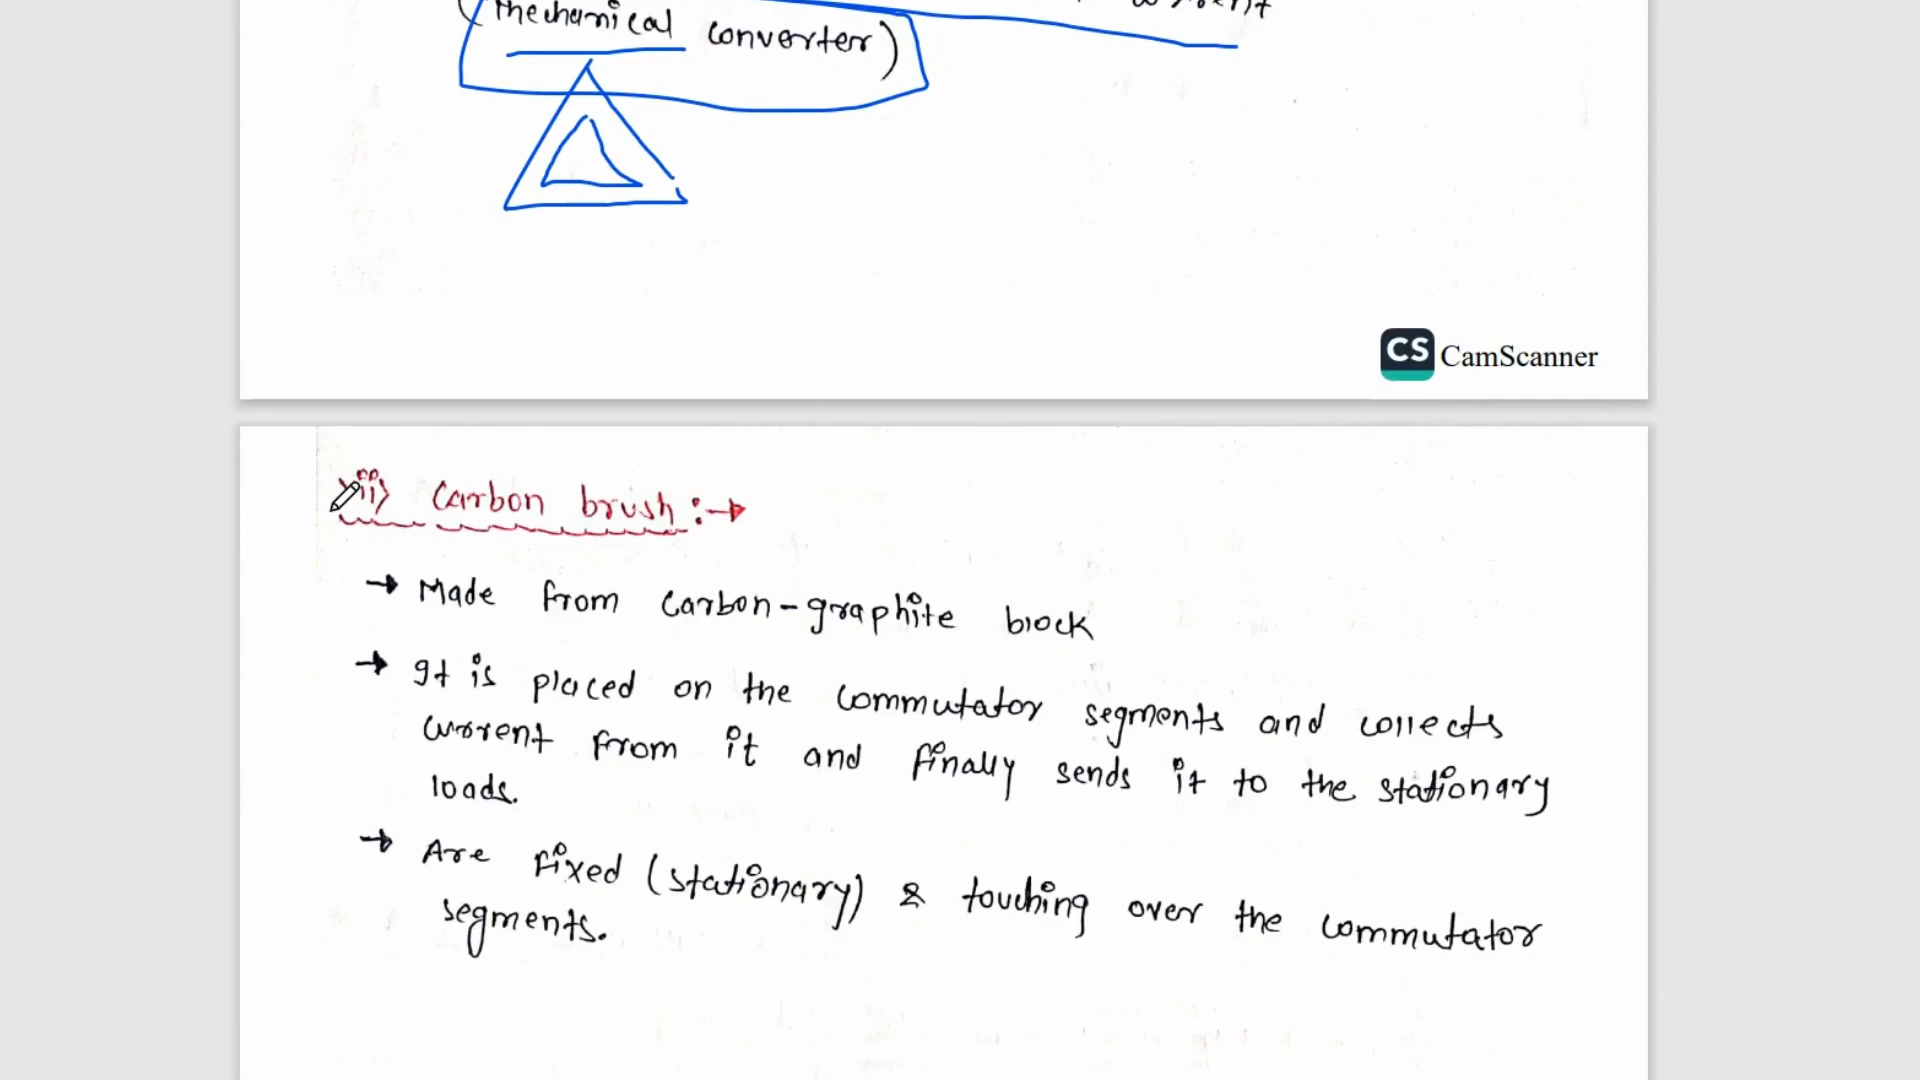 (Mechanical converter)
CS CamScanner
ii) Carbon brush :→
→ Made from Carbon-graphite block
→ It is placed on the commutator segments and collects
current from it and finally sends it to the stationary
loads.
→ Are fixed (stationary) & touching over the commutator
segments.